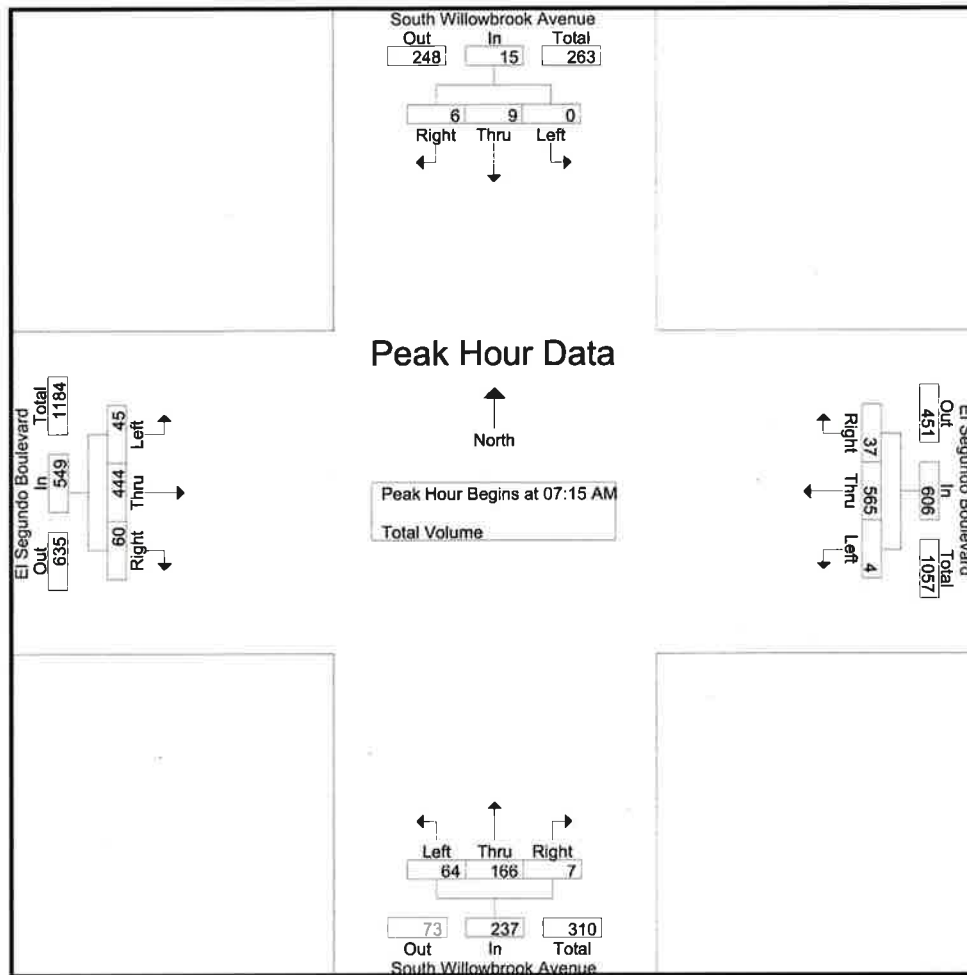 South Willowbrook Avenue
Out In Total
248 15 263
6 9 0
Right Thru Left
Peak Hour Data
North
Peak Hour Begins at 07:15 AM
Total Volume
El Segundo Boulevard
Total In Out
1184 549 635
45 444 60
Left Thru Right
El Segundo Boulevard
Out In Total
451 606 1057
37 565 4
Right Thru Left
Left Thru Right
64 166 7
73 237 310
Out In Total
South Willowbrook Avenue